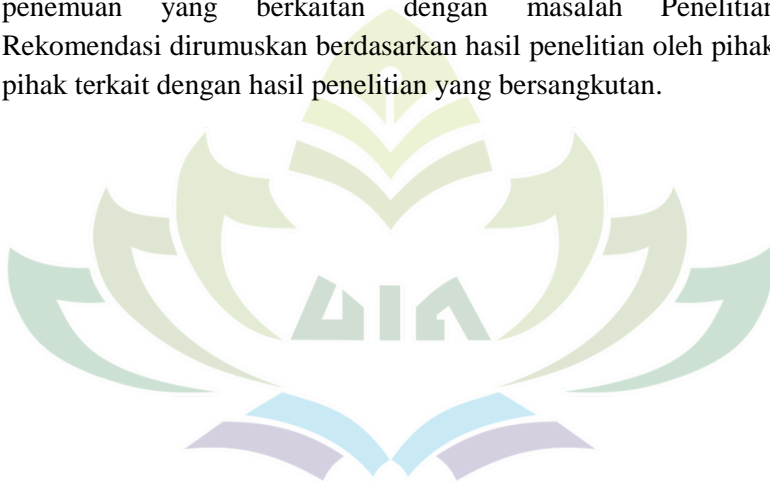 penemuan yang berkaitan dengan masalah Penelitian
Rekomendasi dirumuskan berdasarkan hasil penelitian oleh pihak
pihak terkait dengan hasil penelitian yang bersangkutan.